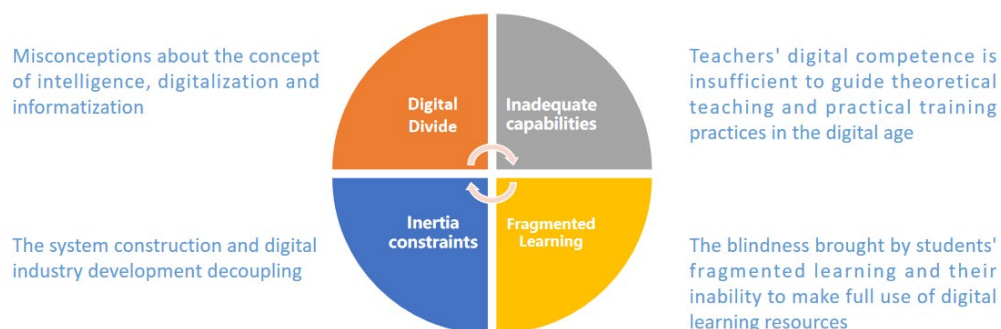 Misconceptions about the concept
of intelligence, digitalization and
informatization
Digital
Divide
Inadequate
capabilities
Teachers' digital competence is
insufficient to guide theoretical
teaching and practical training
practices in the digital age
The system construction and digital
industry development decoupling
Inertia
constraints
Fragmented
Learning
The blindness brought by students'
fragmented learning and their
inability to make full use of digital
learning resources